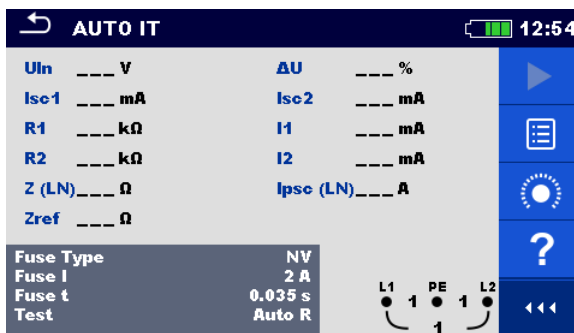 AUTO IT 12:54
Uln ___ V ΔU ___ %
Isc1 ___ mA Isc2 ___ mA
R1 ___ kΩ I1 ___ mA
R2 ___ kΩ I2 ___ mA
Z (LN)___ Ω Ipsc (LN)___ A
Zref ___ Ω
?
Fuse Type NV
Fuse I 2 A
Fuse t 0.035 s
Test Auto R
L1 PE L2
1 1
1